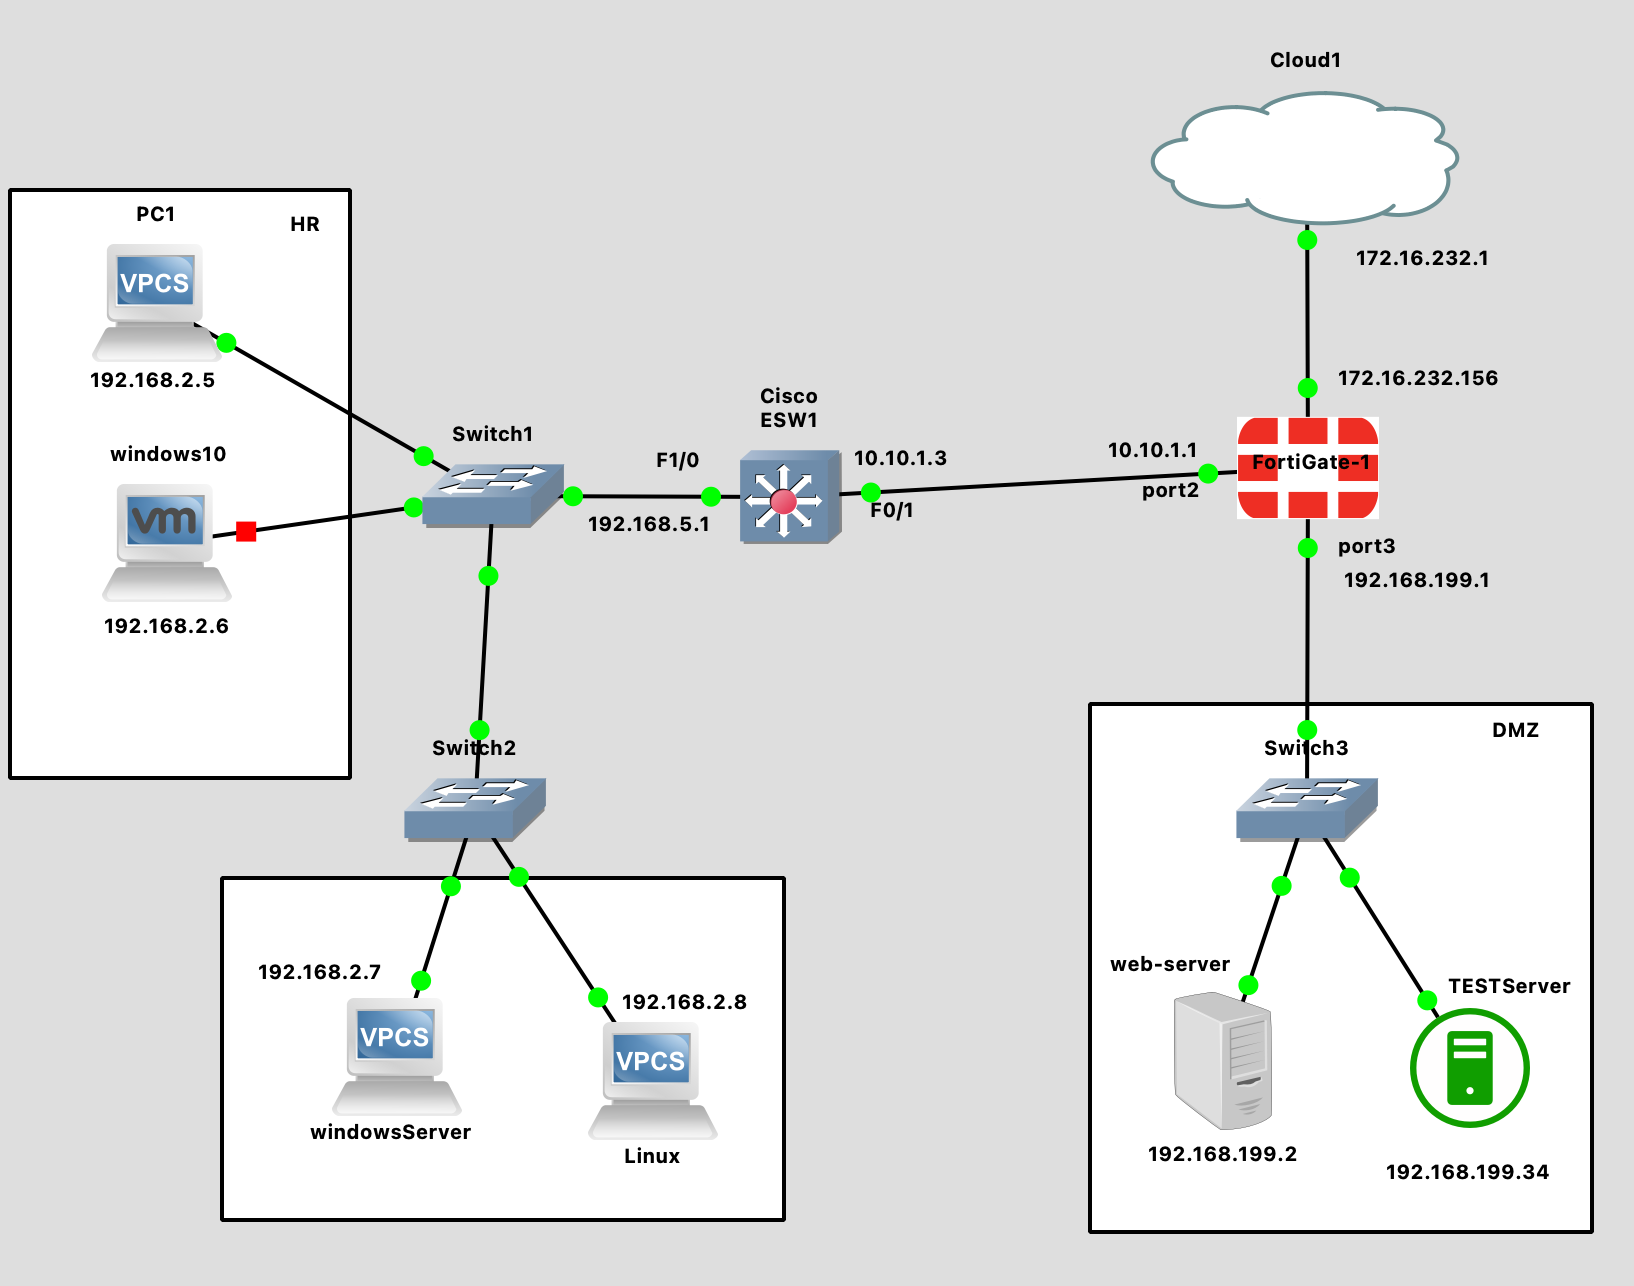 Cloud1
172.16.232.1
PC1
HR
VPCS
192.168.2.5
windows10
vm
192.168.2.6
Switch1
F1/0
192.168.5.1
Cisco
ESW1
10.10.1.3
F0/1
10.10.1.1
port2
172.16.232.156
FortiGate-1
port3
192.168.199.1
Switch2
192.168.2.7
VPCS
windowsServer
192.168.2.8
VPCS
Linux
DMZ
Switch3
web-server
192.168.199.2
TESTServer
192.168.199.34